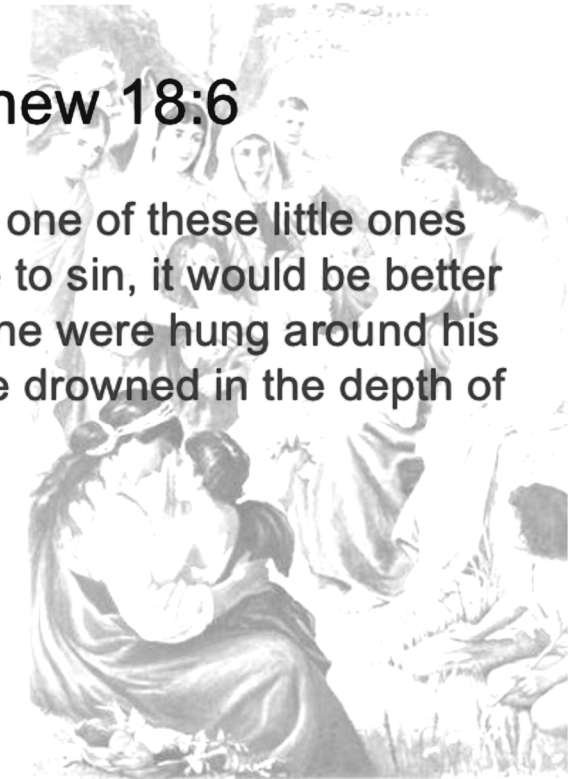 hew 18:6
one of these little ones
e to sin, it would be better
ne were hung around his
e drowned in the depth of